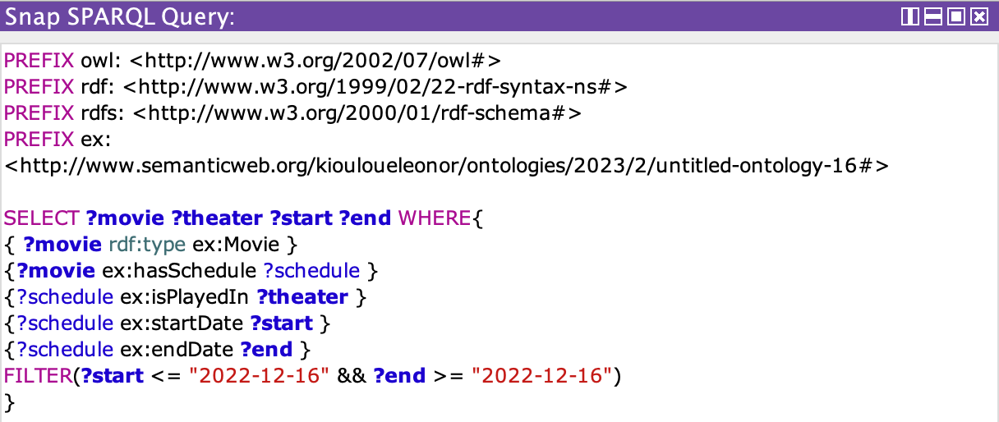 Snap SPARQL Query:
PREFIX owl: <http://www.w3.org/2002/07/owl#>
PREFIX rdf: <http://www.w3.org/1999/02/22-rdf-syntax-ns#>
PREFIX rdfs: <http://www.w3.org/2000/01/rdf-schema#>
PREFIX ex:
<http://www.semanticweb.org/kiouloueleonor/ontologies/2023/2/untitled-ontology-16#>
SELECT ?movie ?theater ?start ?end WHERE{
{ ?movie rdf:type ex:Movie }
{?movie ex:hasSchedule ?schedule }
{?schedule ex:isPlayedIn ?theater }
{?schedule ex:startDate ?start }
{?schedule ex:endDate ?end }
FILTER(?start <= "2022-12-16" && ?end >= "2022-12-16")
}